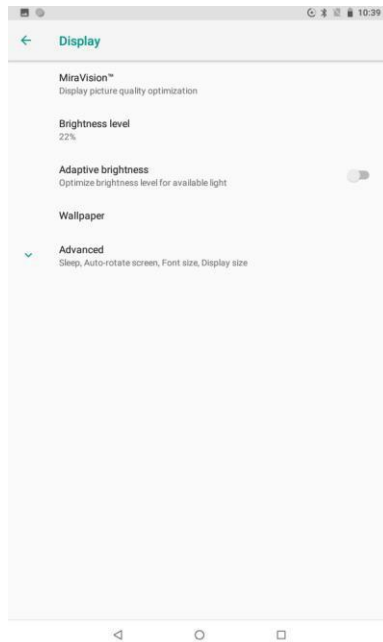 10:39
Display
MiraVision™
Display picture quality optimization
Brightness level
22%
Adaptive brightness
Optimize brightness level for available light
Wallpaper
Advanced
Sleep, Auto-rotate screen, Font size, Display size